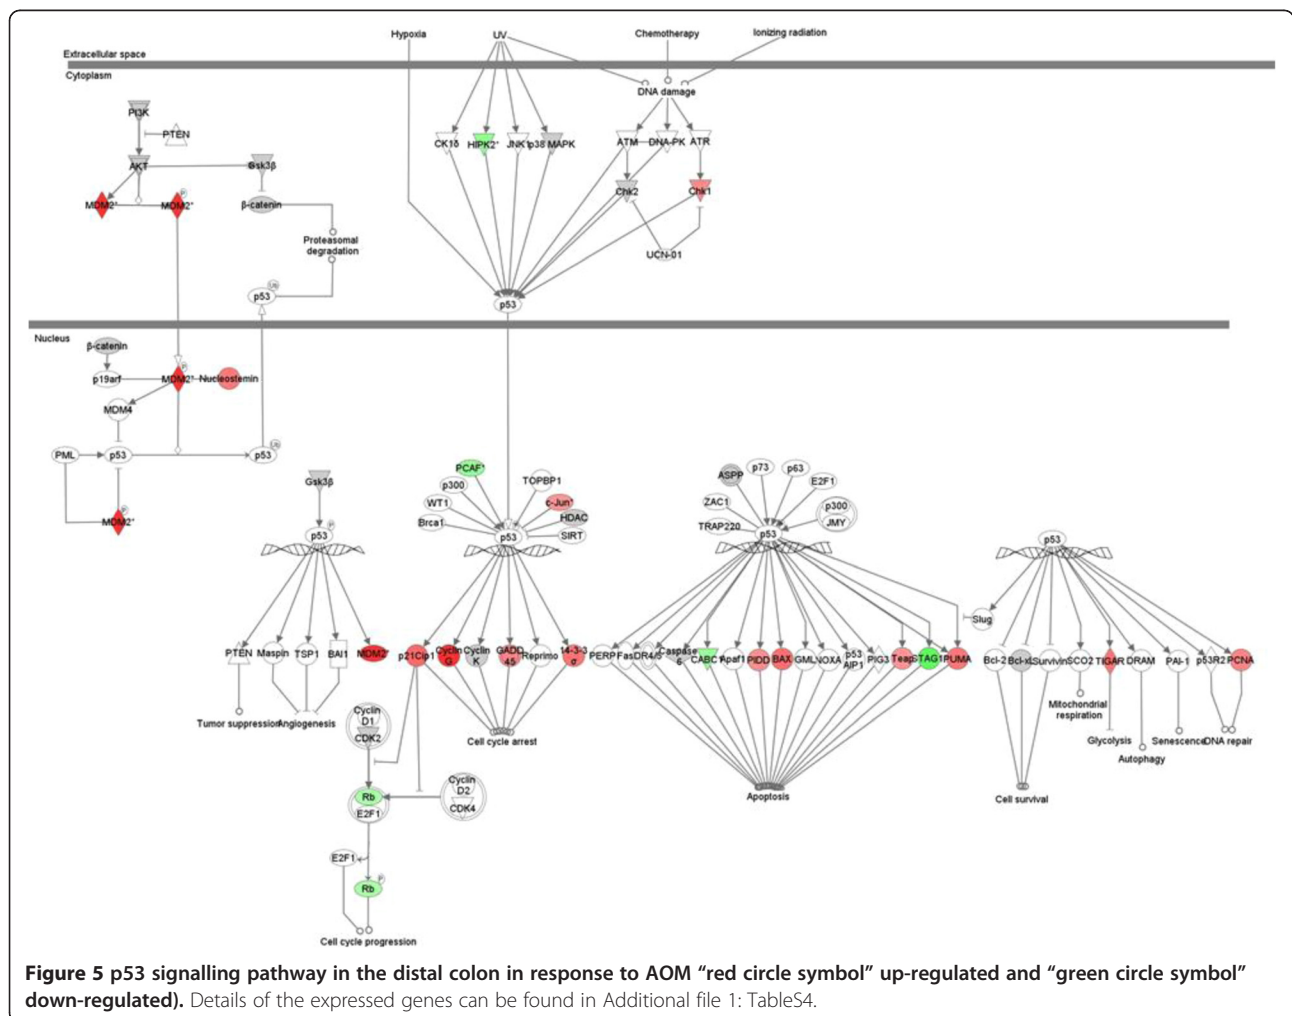 Hypoxia
UV
Chemotherapy
Ionizing radiation
Extracellular space
Cytoplasm
DNA damage
PI3K
PTEN
CK1δ
HIPK2*
JNK1
p38 MAPK
ATM
DNA-PK
ATR
AKT
Gsk3β
Chk2
Chk1
P
MDM2*
MDM2*
β-catenin
Proteasomal
degradation
UCN-01
Ub
p53
p53
Nucleus
β-catenin
P
p19arf
MDM2*
Nucleostemin
MDM4
Ub
PML
p53
p53
P
MDM2*
Gsk3β
P
p53
PCAF*
p300
WT1
Brca1
TOPBP1
c-Jun*
HDAC
SIRT
p53
ASPP
p73
p63
E2F1
ZAC1
p300
JMY
TRAP220
p53
p53
Slug
PTEN
Maspin
TSP1
BAI1
MDM2*
p21Cip1
Cyclin
G
Cyclin
K
GADD
45
Reprimo
14-3-3
σ
PERP
Fas
DR4/5
Caspase
6
CABC1
Apaf1
PIDD
BAX
GML
NOXA
p53
AIP1
PIG3
Teap
STAG1
PUMA
Bcl-2
Bcl-xL
Survivin
SCO2
TIGAR
DRAM
PAI-1
p53R2
PCNA
Tumor suppression
Angiogenesis
Cell cycle arrest
Mitochondrial
respiration
Glycolysis
Autophagy
Senescence
DNA repair
Cyclin
D1
CDK2
Cyclin
D2
CDK4
Rb
E2F1
Apoptosis
Cell survival
E2F1
P
Rb
Cell cycle progression
Figure 5 p53 signalling pathway in the distal colon in response to AOM “red circle symbol” up-regulated and “green circle symbol”
down-regulated). Details of the expressed genes can be found in Additional file 1: TableS4.